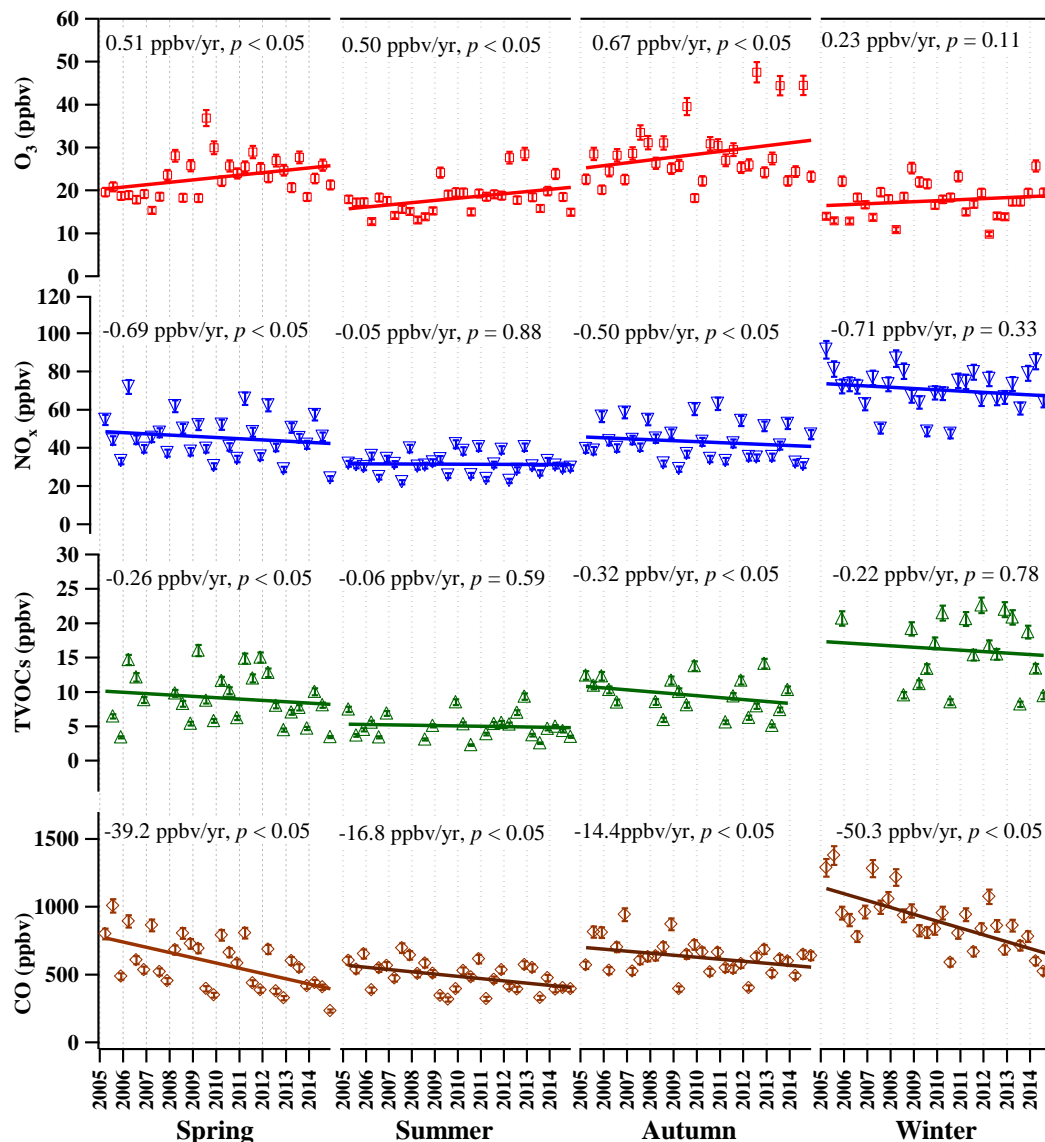 60
0.51 ppbv/yr, p < 0.05
0.50 ppbv/yr, p < 0.05
0.67 ppbv/yr, p < 0.05
0.23 ppbv/yr, p = 0.11
50
40
30
20
10
0
O3 (ppbv)
120
-0.69 ppbv/yr, p < 0.05
-0.05 ppbv/yr, p = 0.88
-0.50 ppbv/yr, p < 0.05
-0.71 ppbv/yr, p = 0.33
100
80
60
40
20
0
NOx (ppbv)
30
-0.26 ppbv/yr, p < 0.05
-0.06 ppbv/yr, p = 0.59
-0.32 ppbv/yr, p < 0.05
-0.22 ppbv/yr, p = 0.78
25
20
15
10
5
0
TVOCs (ppbv)
1500
-39.2 ppbv/yr, p < 0.05
-16.8 ppbv/yr, p < 0.05
-14.4ppbv/yr, p < 0.05
-50.3 ppbv/yr, p < 0.05
1000
500
0
CO (ppbv)
2005 2006 2007 2008 2009 2010 2011 2012 2013 2014
2005 2006 2007 2008 2009 2010 2011 2012 2013 2014
2005 2006 2007 2008 2009 2010 2011 2012 2013 2014
2005 2006 2007 2008 2009 2010 2011 2012 2013 2014
Spring
Summer
Autumn
Winter